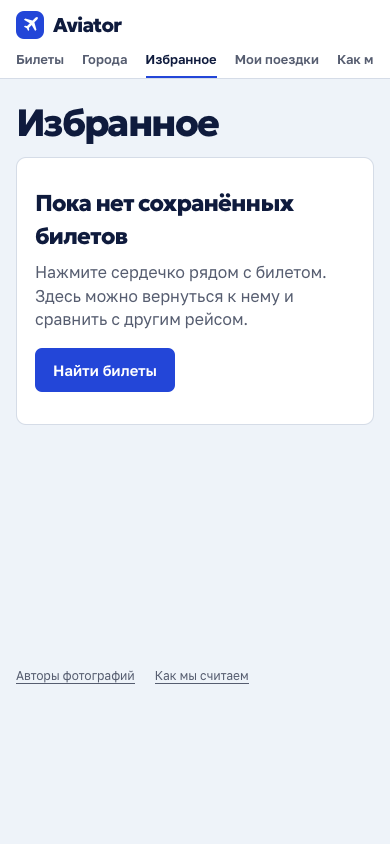 Aviator
Билеты Города Избранное Мои поездки Как м
Избранное
Пока нет сохранённых
билетов
Нажмите сердечко рядом с билетом.
Здесь можно вернуться к нему и
сравнить с другим рейсом.
Найти билеты
Авторы фотографий Как мы считаем